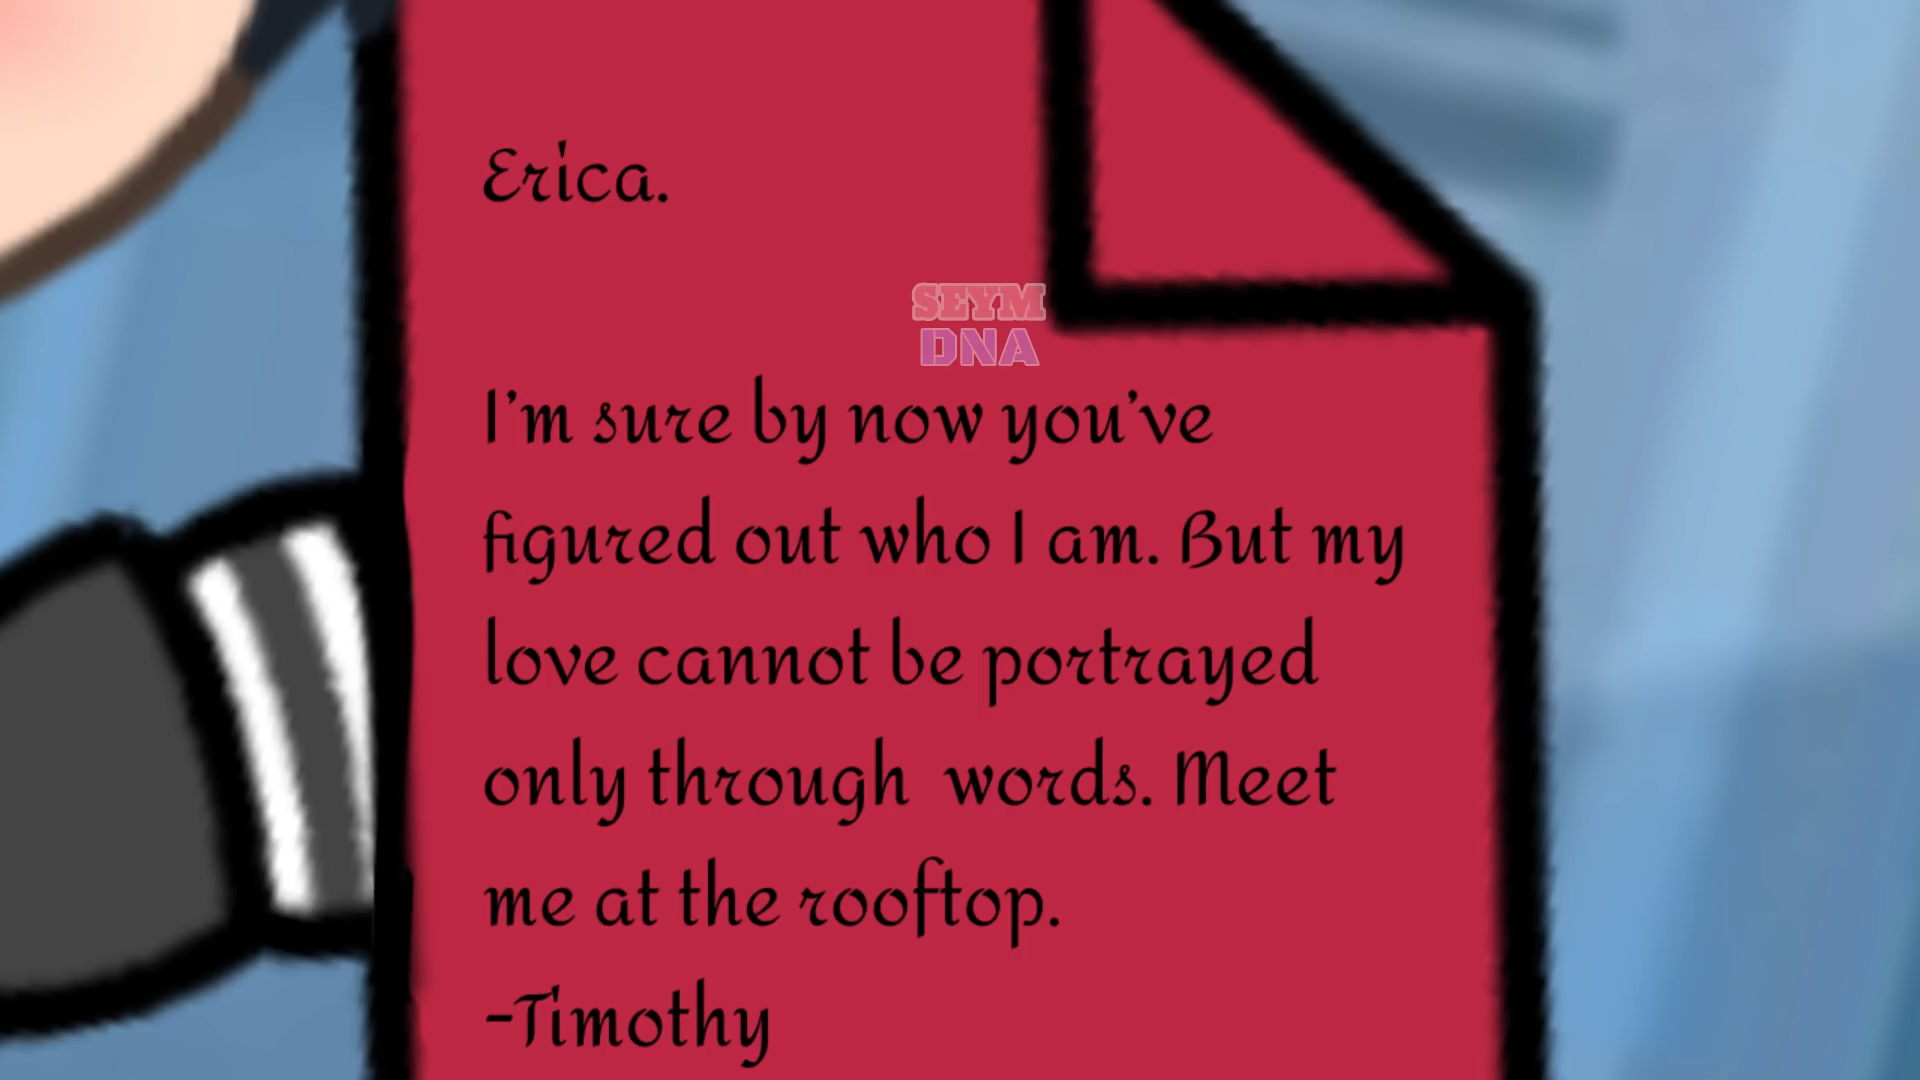 Erica.
SEYM
DNA
I'm sure by now you've
figured out who I am. But my
love cannot be portrayed
only through  words. Meet
me at the rooftop.
-Timothy